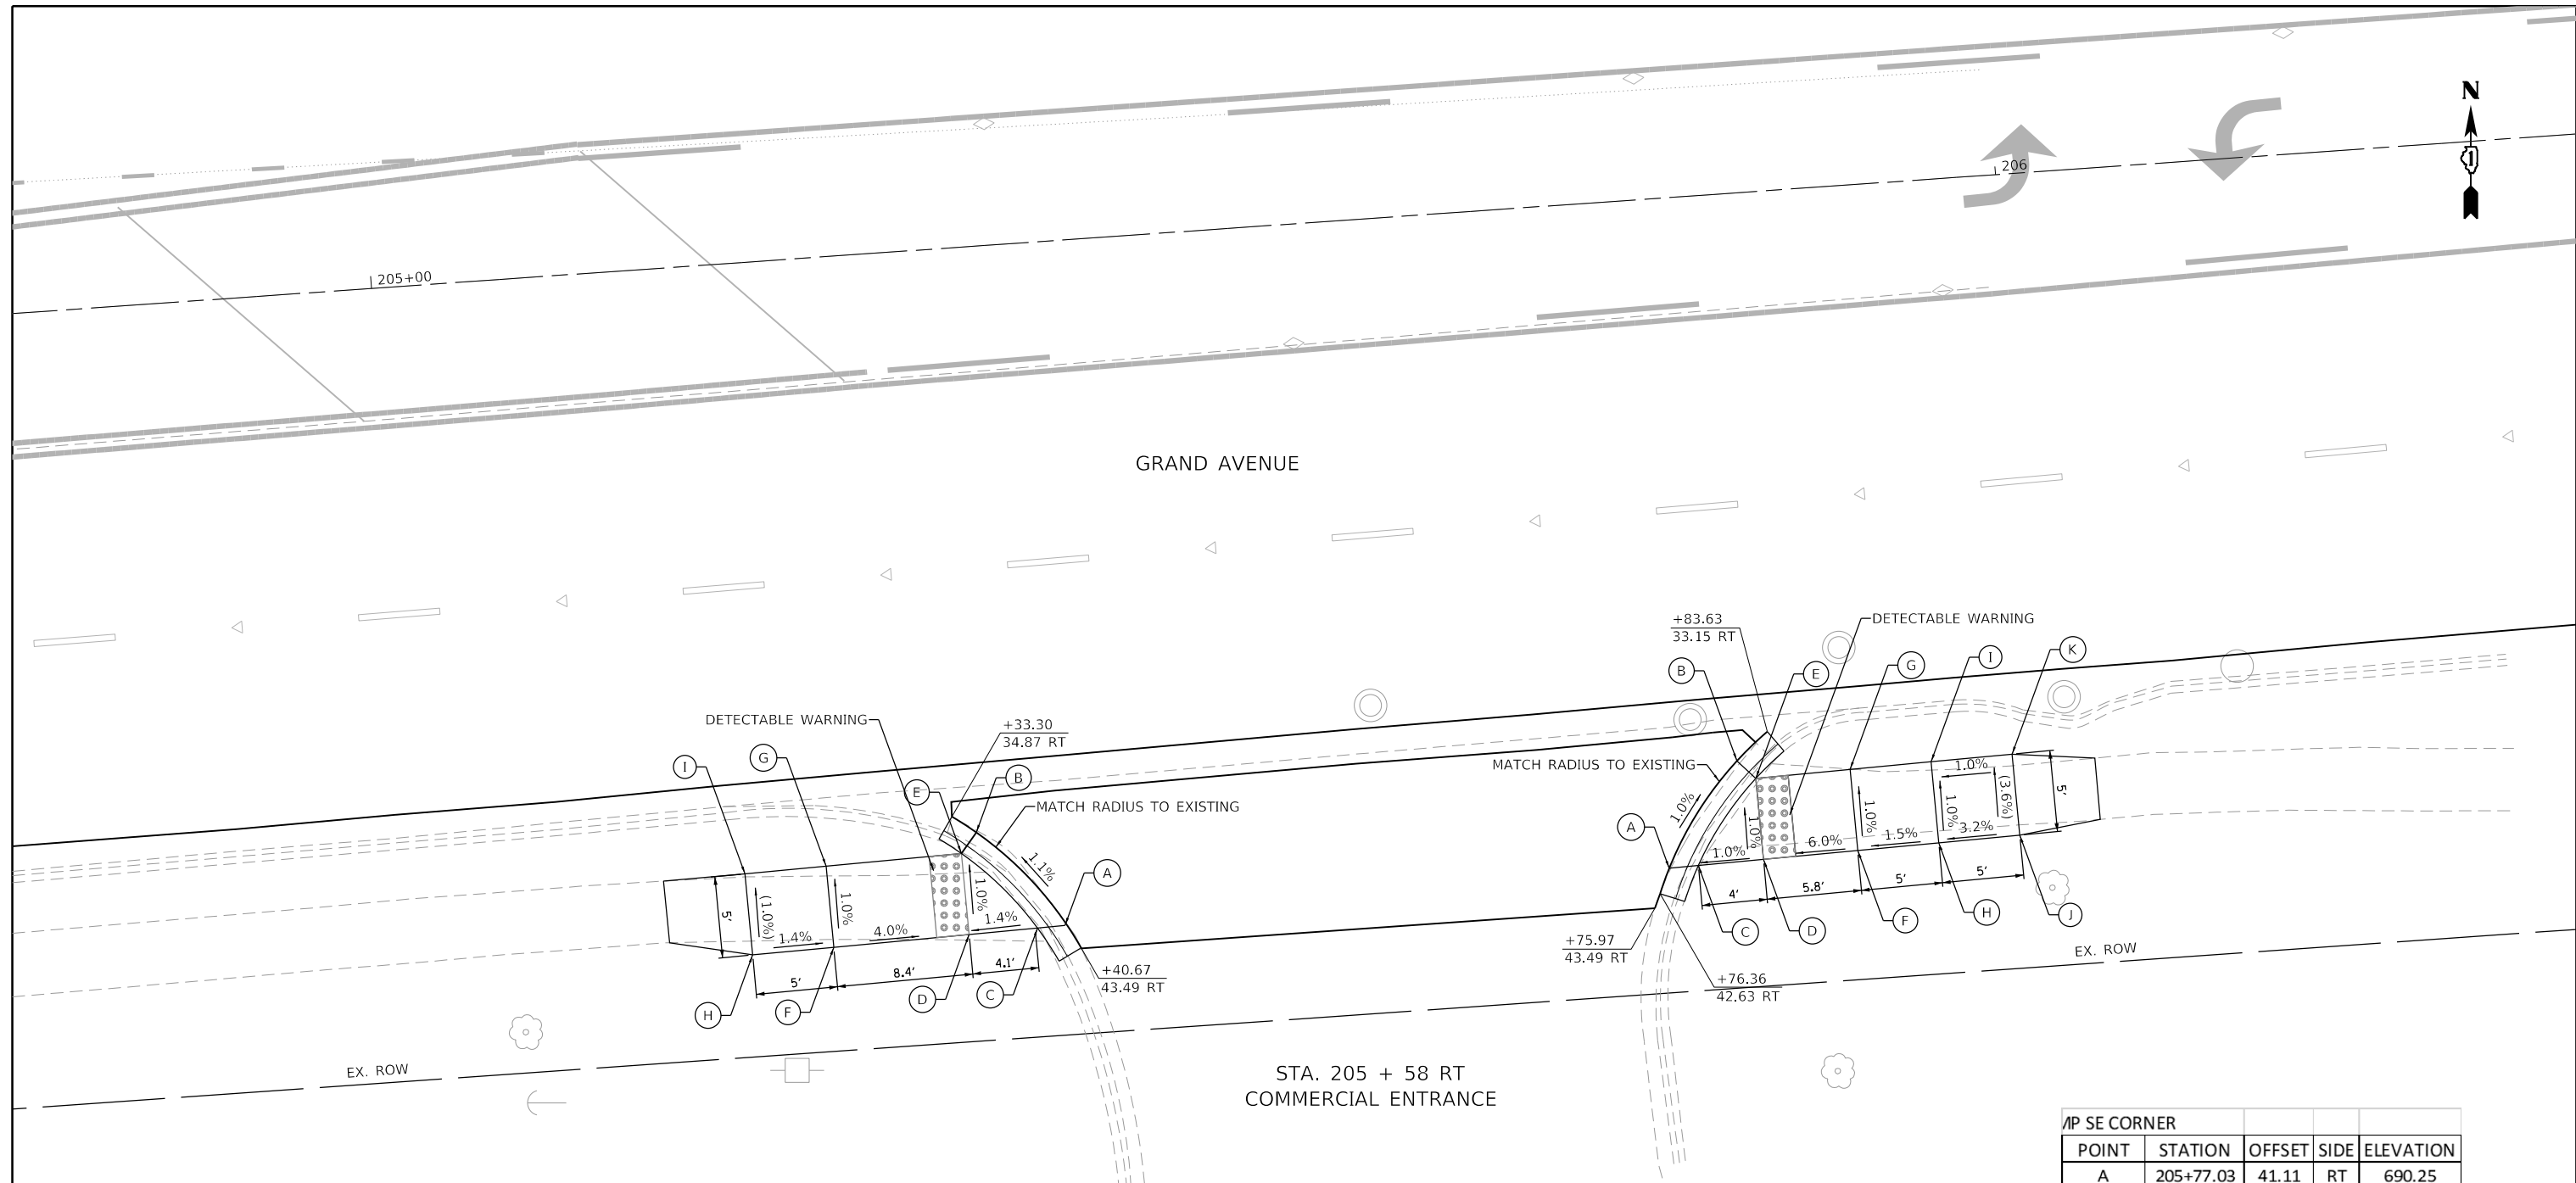 N
1
206
205+00
GRAND AVENUE
+83.63
33.15 RT
DETECTABLE WARNING
B
E
G
I
K
DETECTABLE WARNING
+33.30
34.87 RT
I
G
E
B
MATCH RADIUS TO EXISTING
MATCH RADIUS TO EXISTING
1.1%
A
1.0%
A
1.0%
1.0%
6.0%
1.0%
1.5%
1.0%
1.0%
3.2%
(3.6%)
5'
5'
(1.0%)
1.4%
1.0%
4.0%
1.0%
1.4%
5'
8.4'
4.1'
H
F
D
C
+40.67
43.49 RT
4'
5.8'
5'
5'
C
D
F
H
J
+75.97
43.49 RT
+76.36
42.63 RT
EX. ROW
EX. ROW
STA. 205 + 58 RT
COMMERCIAL ENTRANCE
SE CORNER
POINT STATION OFFSET SIDE ELEVATION
A 205+77.03 41.11 RT 690.25